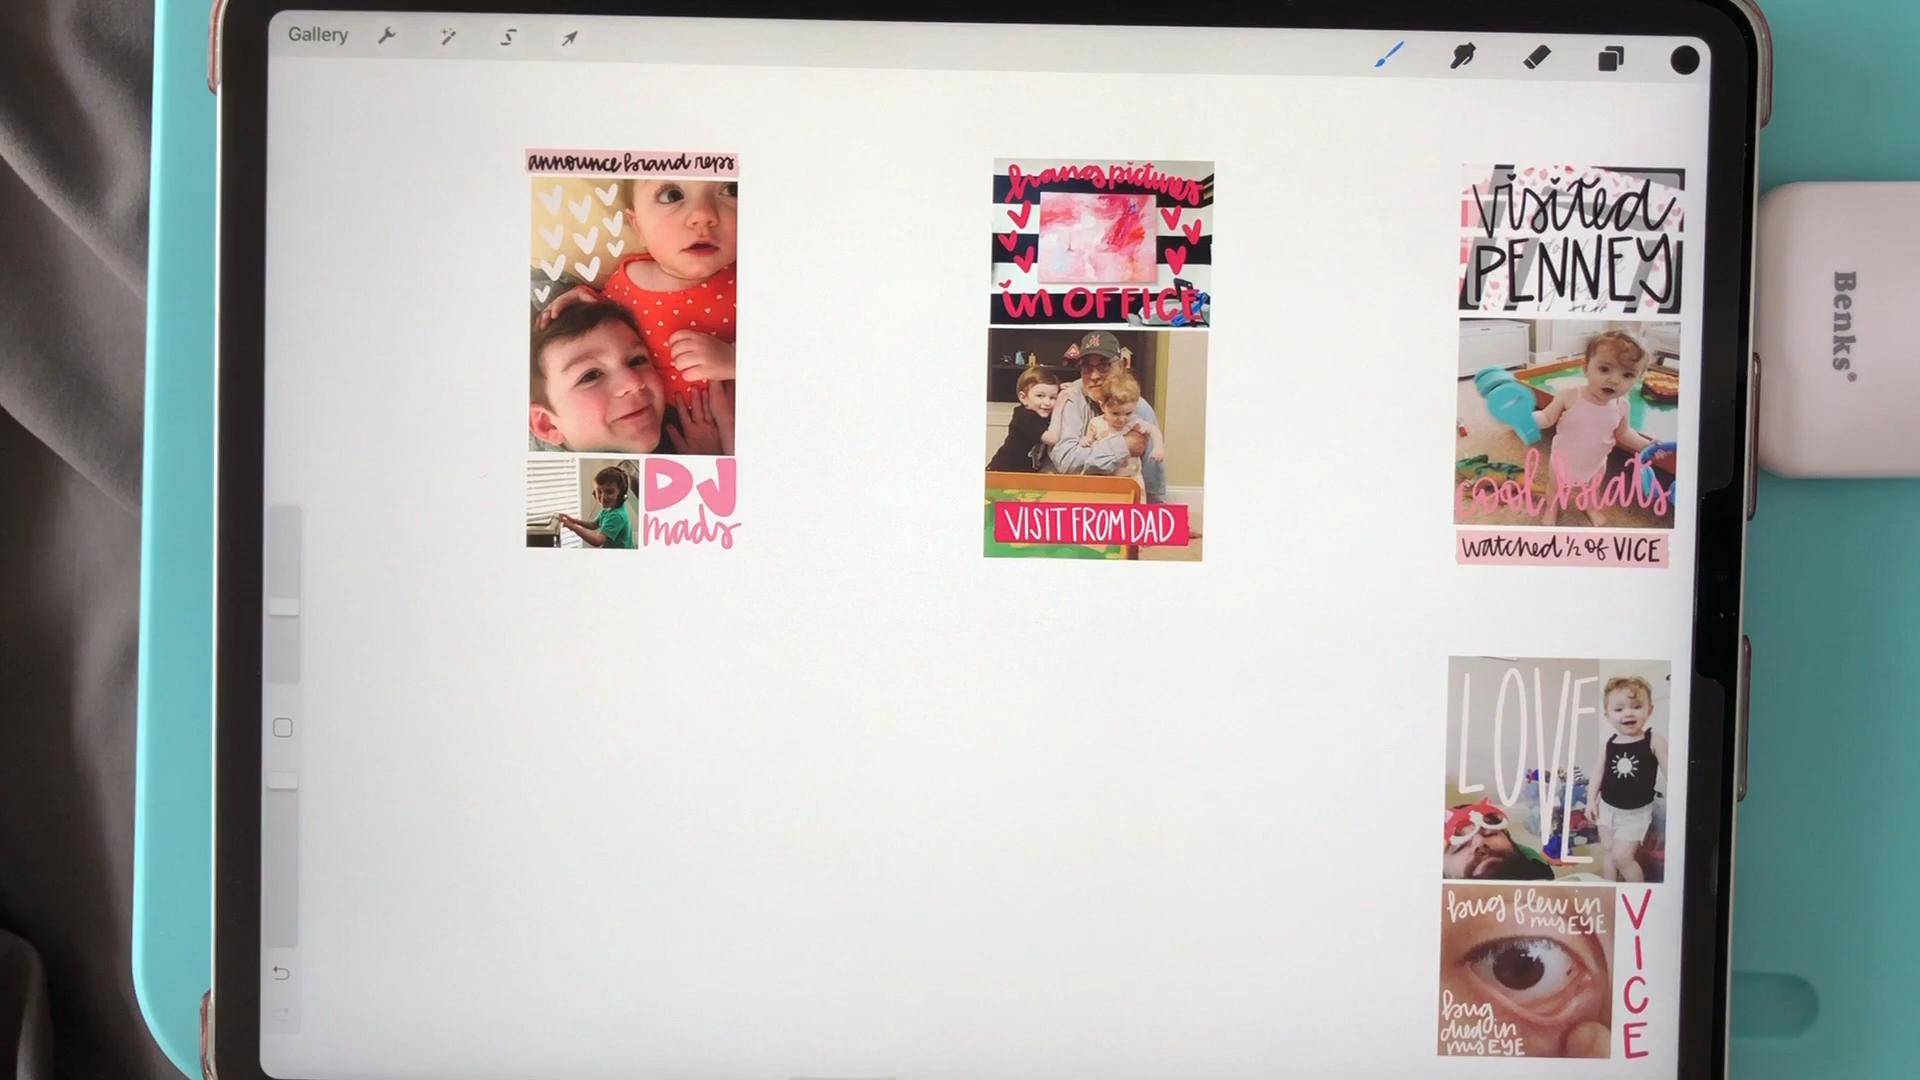 Gallery
announce brand reps
DJ
mads
hang pictures
in OFFICE
VISIT FROM DAD
visited
PENNEY
cool beats
watched ½ of VICE
LOVE
bug flew in
my EYE
bug
died in
my EYE
VICE
Benks®